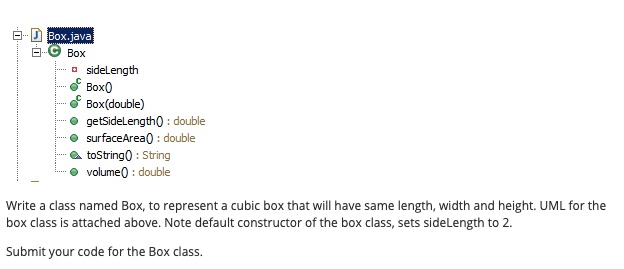 Box.java
Box
sideLength
Box()
Box(double)
getSideLength() : double
surfaceArea() : double
toString() : String
volume() : double
Write a class named Box, to represent a cubic box that will have same length, width and height. UML for the
box class is attached above. Note default constructor of the box class, sets sideLength to 2.
Submit your code for the Box class.